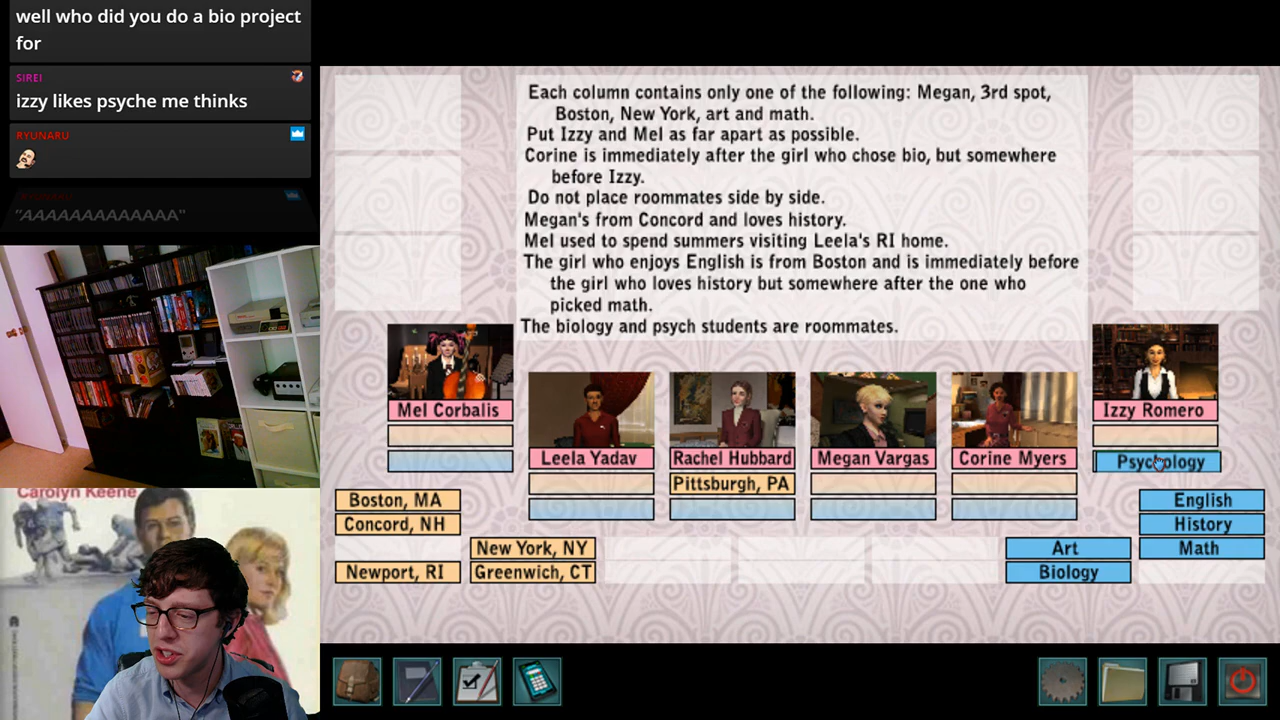 well who did you do a bio project
for
SIREI
izzy likes psyche me thinks
RYUNARU
RYUNARU
"AAAAAAAAAAAAA"
Carolyn Keene
Each column contains only one of the following: Megan, 3rd spot,
Boston, New York, art and math.
Put Izzy and Mel as far apart as possible.
Corine is immediately after the girl who chose bio, but somewhere
before Izzy.
Do not place roommates side by side.
Megan's from Concord and loves history.
Mel used to spend summers visiting Leela's RI home.
The girl who enjoys English is from Boston and is immediately before
the girl who loves history but somewhere after the one who
picked math.
The biology and psych students are roommates.
Mel Corbalis
Leela Yadav
Rachel Hubbard
Pittsburgh, PA
Megan Vargas
Corine Myers
Izzy Romero
Psychology
Boston, MA
Concord, NH
Newport, RI
New York, NY
Greenwich, CT
Art
Biology
English
History
Math